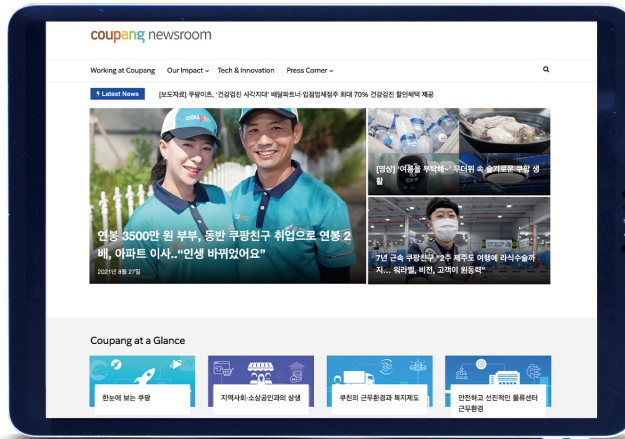 coupang newsroom
Working at Coupang Our Impact Tech & Innovation Press Corner
Latest News [보도자료] 쿠팡이츠, ‘건강검진 사각지대’ 배달파트너·입점업체점주 최대 70% 건강검진 할인혜택 제공
연봉 3500만 원 부부, 동반 쿠팡친구 취업으로 연봉 2
배, 아파트 이사..“인생 바뀌었어요”
2021년 8월 27일
[영상] ‘여름을 부탁해~’ 무더위 속 슬기로운 쿠팡 생
활
7년 근속 쿠팡친구 “2주 제주도 여행에 라식수술까
지... 워라벨, 비전, 고객이 원동력”
Coupang at a Glance
한눈에 보는 쿠팡
지역사회·소상공인과의 상생
쿠친의 근무환경과 복지제도
안전하고 선진적인 물류센터
근무환경